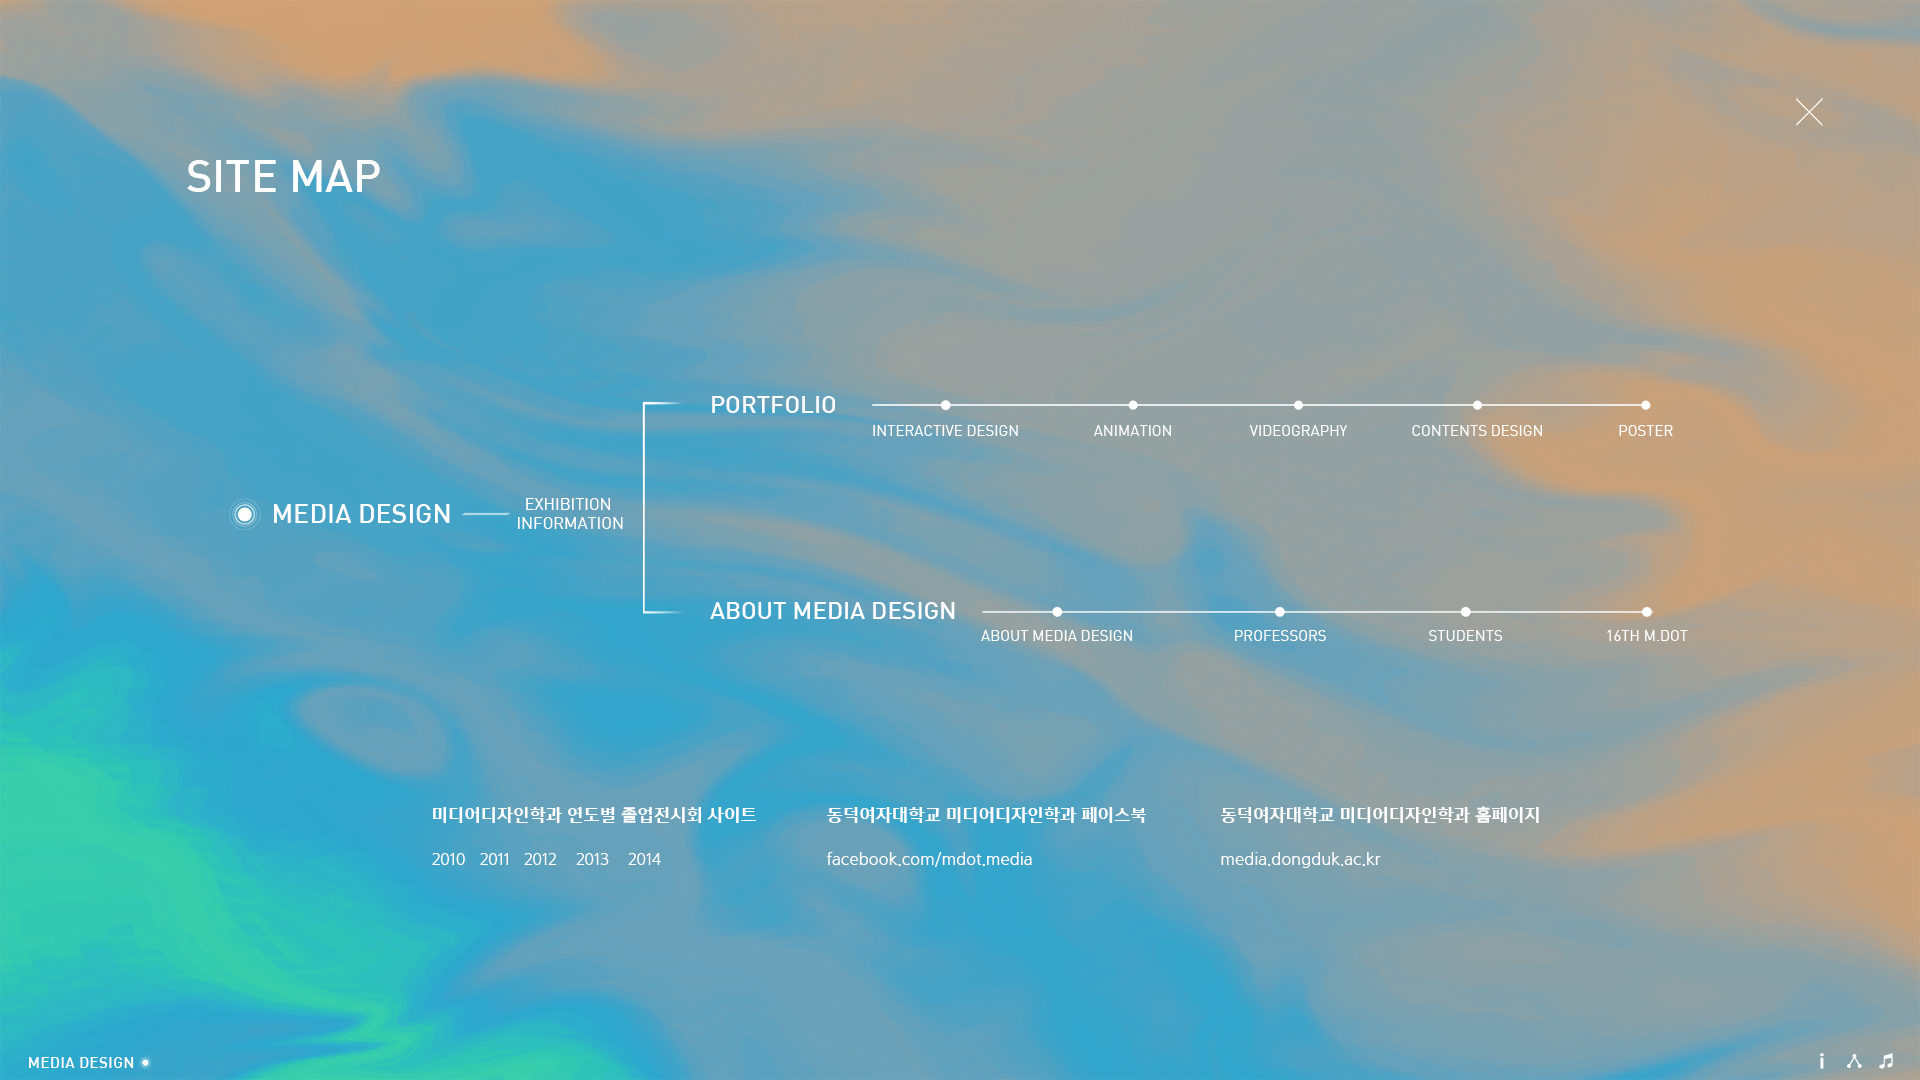 SITE MAP
PORTFOLIO
INTERACTIVE DESIGN ANIMATION VIDEOGRAPHY CONTENTS DESIGN POSTER
MEDIA DESIGN
EXHIBITION
INFORMATION
ABOUT MEDIA DESIGN
ABOUT MEDIA DESIGN PROFESSORS STUDENTS 16TH M.DOT
미디어디자인학과 연도별 졸업전시회 사이트
2010 2011 2012 2013 2014
동덕여자대학교 미디어디자인학과 페이스북
facebook.com/mdot.media
동덕여자대학교 미디어디자인학과 홈페이지
media.dongduk.ac.kr
MEDIA DESIGN